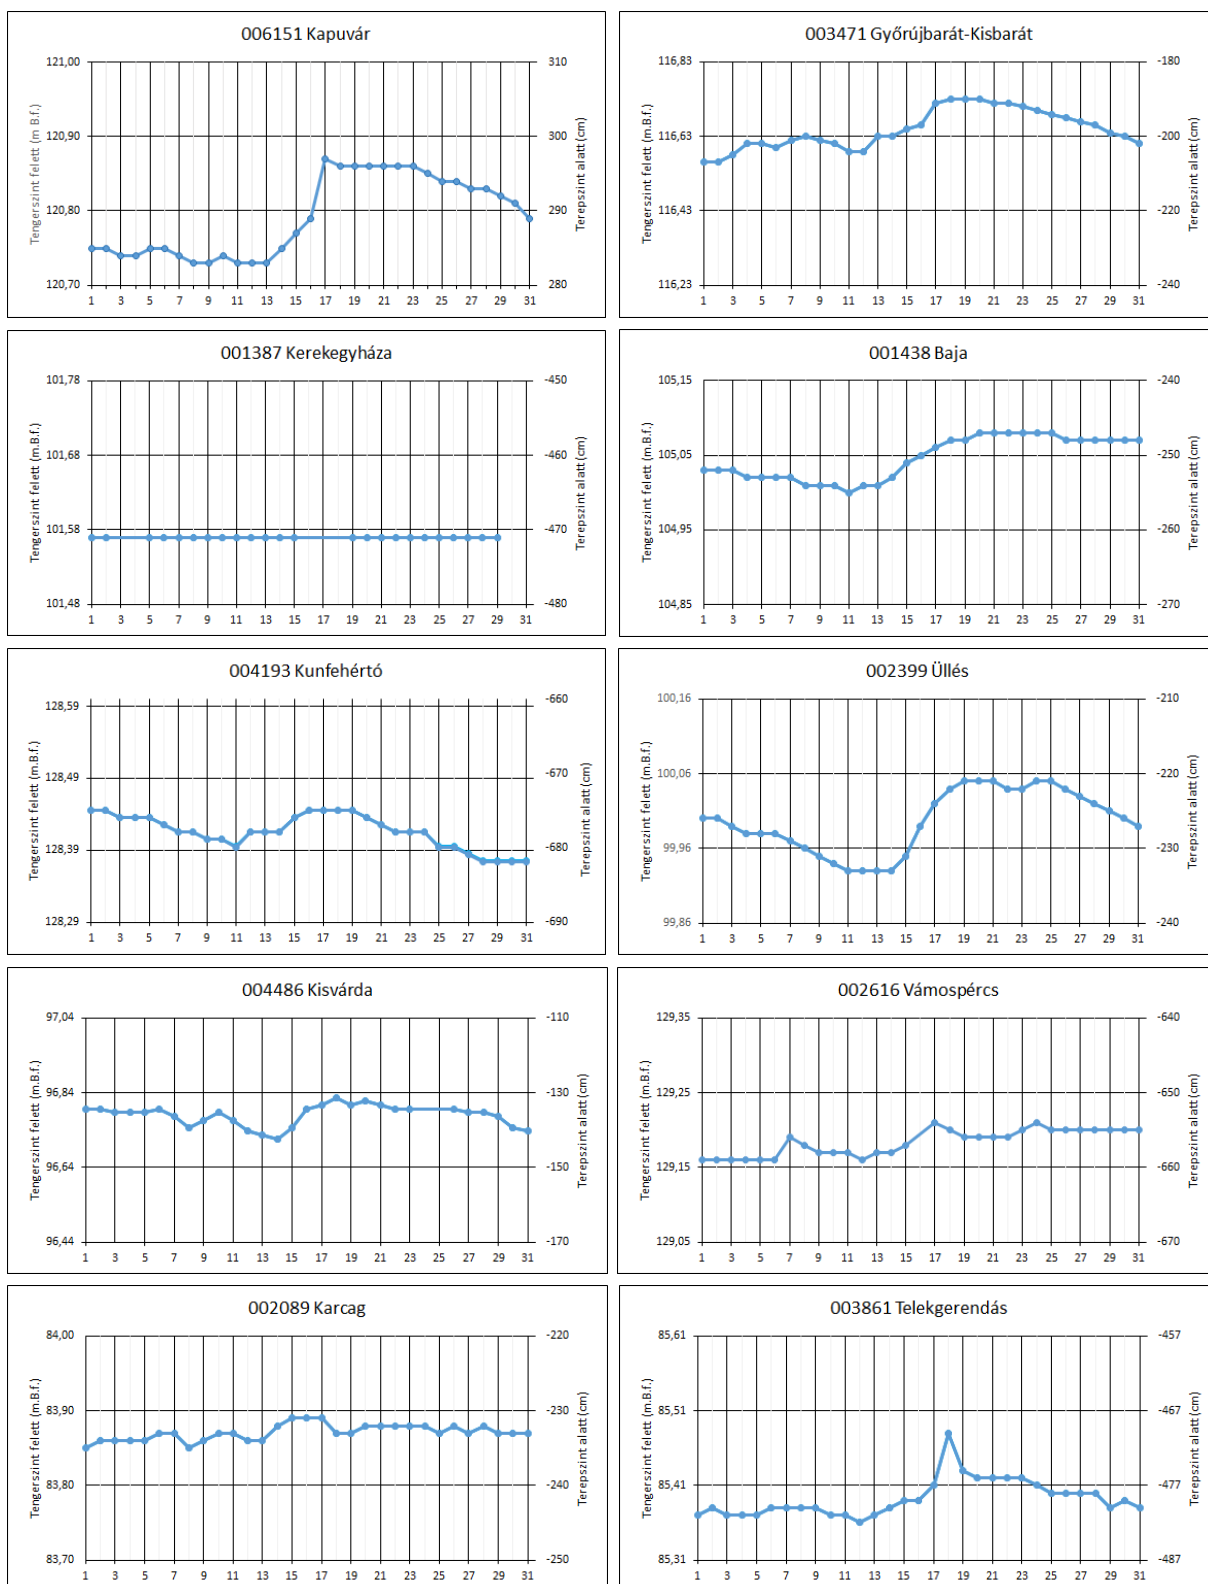 006151 Kapuvár
Tengerszint felett (m B.f.)
121,00
120,90
120,80
120,70
310
300
290
280
Terepszint alatt (cm)
1 3 5 7 9 11 13 15 17 19 21 23 25 27 29 31
003471 Győrújbarát-Kisbarát
Tengerszint felett (m.B.f.)
116,83
116,63
116,43
116,23
-180
-200
-220
-240
Terepszint alatt (cm)
1 3 5 7 9 11 13 15 17 19 21 23 25 27 29 31
001387 Kerekegyháza
Tengerszint felett (m.B.f.)
101,78
101,68
101,58
101,48
-450
-460
-470
-480
Terepszint alatt (cm)
1 3 5 7 9 11 13 15 17 19 21 23 25 27 29 31
001438 Baja
Tengerszint felett (m.B.f.)
105,15
105,05
104,95
104,85
-240
-250
-260
-270
Terepszint alatt (cm)
1 3 5 7 9 11 13 15 17 19 21 23 25 27 29 31
004193 Kunfehértó
Tengerszint felett (m.B.f.)
128,59
128,49
128,39
128,29
-660
-670
-680
-690
Terepszint alatt (cm)
1 3 5 7 9 11 13 15 17 19 21 23 25 27 29 31
002399 Üllés
Tengerszint felett (m.B.f.)
100,16
100,06
99,96
99,86
-210
-220
-230
-240
Terepszint alatt (cm)
1 3 5 7 9 11 13 15 17 19 21 23 25 27 29 31
004486 Kisvárda
Tengerszint felett (m.B.f.)
97,04
96,84
96,64
96,44
-110
-130
-150
-170
Terepszint alatt (cm)
1 3 5 7 9 11 13 15 17 19 21 23 25 27 29 31
002616 Vámospércs
Tengerszint felett (m.B.f.)
129,35
129,25
129,15
129,05
-640
-650
-660
-670
Terepszint alatt (cm)
1 3 5 7 9 11 13 15 17 19 21 23 25 27 29 31
002089 Karcag
Tengerszint felett (m.B.f.)
84,00
83,90
83,80
83,70
-220
-230
-240
-250
Terepszint alatt (cm)
1 3 5 7 9 11 13 15 17 19 21 23 25 27 29 31
003861 Telekgerendás
Tengerszint felett (m.B.f.)
85,61
85,51
85,41
85,31
-457
-467
-477
-487
Terepszint alatt (cm)
1 3 5 7 9 11 13 15 17 19 21 23 25 27 29 31